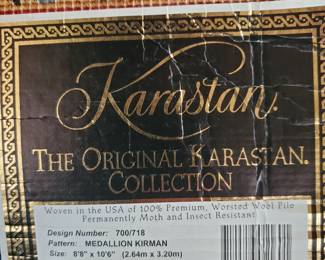 Karastan.
THE ORIGINAL KARASTAN.
COLLECTION
Woven in the USA of 100% Premium, Worsted Wool Pile
Permanently Moth and Insect Resistant
Design Number: 700/718
Pattern: MEDALLION KIRMAN
Size: 8'8" x 10'6" (2.64m x 3.20m)